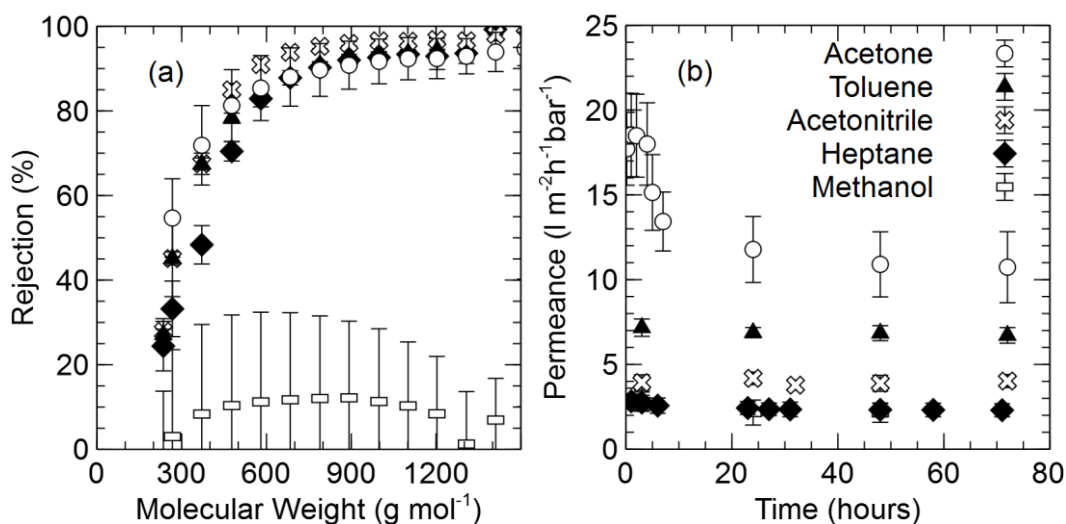 100
80
60
40
20
0
Rejection (%)
(a)
0 300 600 900 1200
Molecular Weight (g mol⁻¹)
25
20
15
10
5
0
Permeance (l m⁻²h⁻¹bar⁻¹)
(b)
Acetone
Toluene
Acetonitrile
Heptane
Methanol
0 20 40 60 80
Time (hours)